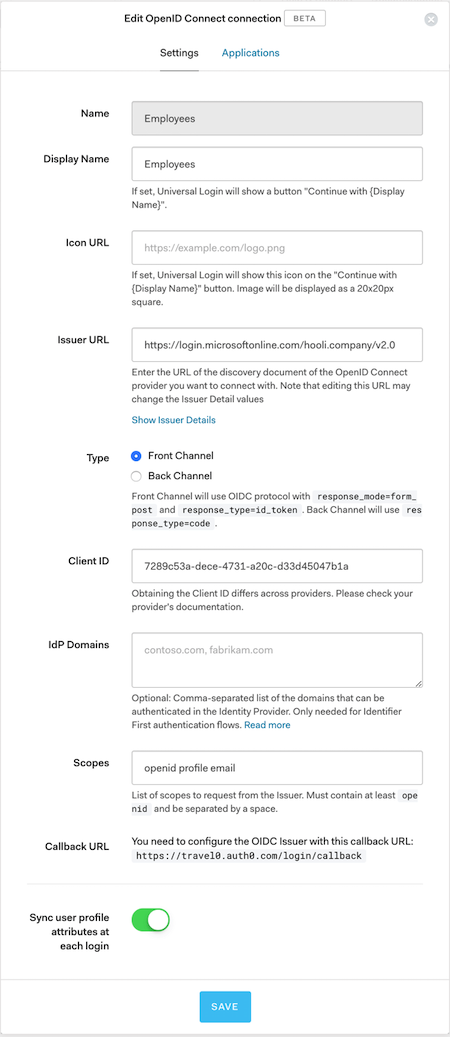 Edit OpenID Connect connection BETA
Settings Applications
Name
Employees
Display Name
Employees
If set, Universal Login will show a button "Continue with {Display
Name}".
Icon URL
https://example.com/logo.png
If set, Universal Login will show this icon on the "Continue with
{Display Name}" button. Image will be displayed as a 20x20px
square.
Issuer URL
https://login.microsoftonline.com/hooli.company/v2.0
Enter the URL of the discovery document of the OpenID Connect
provider you want to connect with. Note that editing this URL may
change the Issuer Detail values
Show Issuer Details
Type
Front Channel
Back Channel
Front Channel will use OIDC protocol with response_mode=form_
post and response_type=id_token. Back Channel will use res
ponse_type=code.
Client ID
7289c53a-dece-4731-a20c-d33d45047b1a
Obtaining the Client ID differs across providers. Please check your
provider's documentation.
IdP Domains
contoso.com, fabrikam.com
Optional: Comma-separated list of the domains that can be
authenticated in the Identity Provider. Only needed for Identifier
First authentication flows. Read more
Scopes
openid profile email
List of scopes to request from the Issuer. Must contain at least ope
nid and be separated by a space.
Callback URL
You need to configure the OIDC Issuer with this callback URL:
https://travel0.auth0.com/login/callback
Sync user profile
attributes at
each login
SAVE